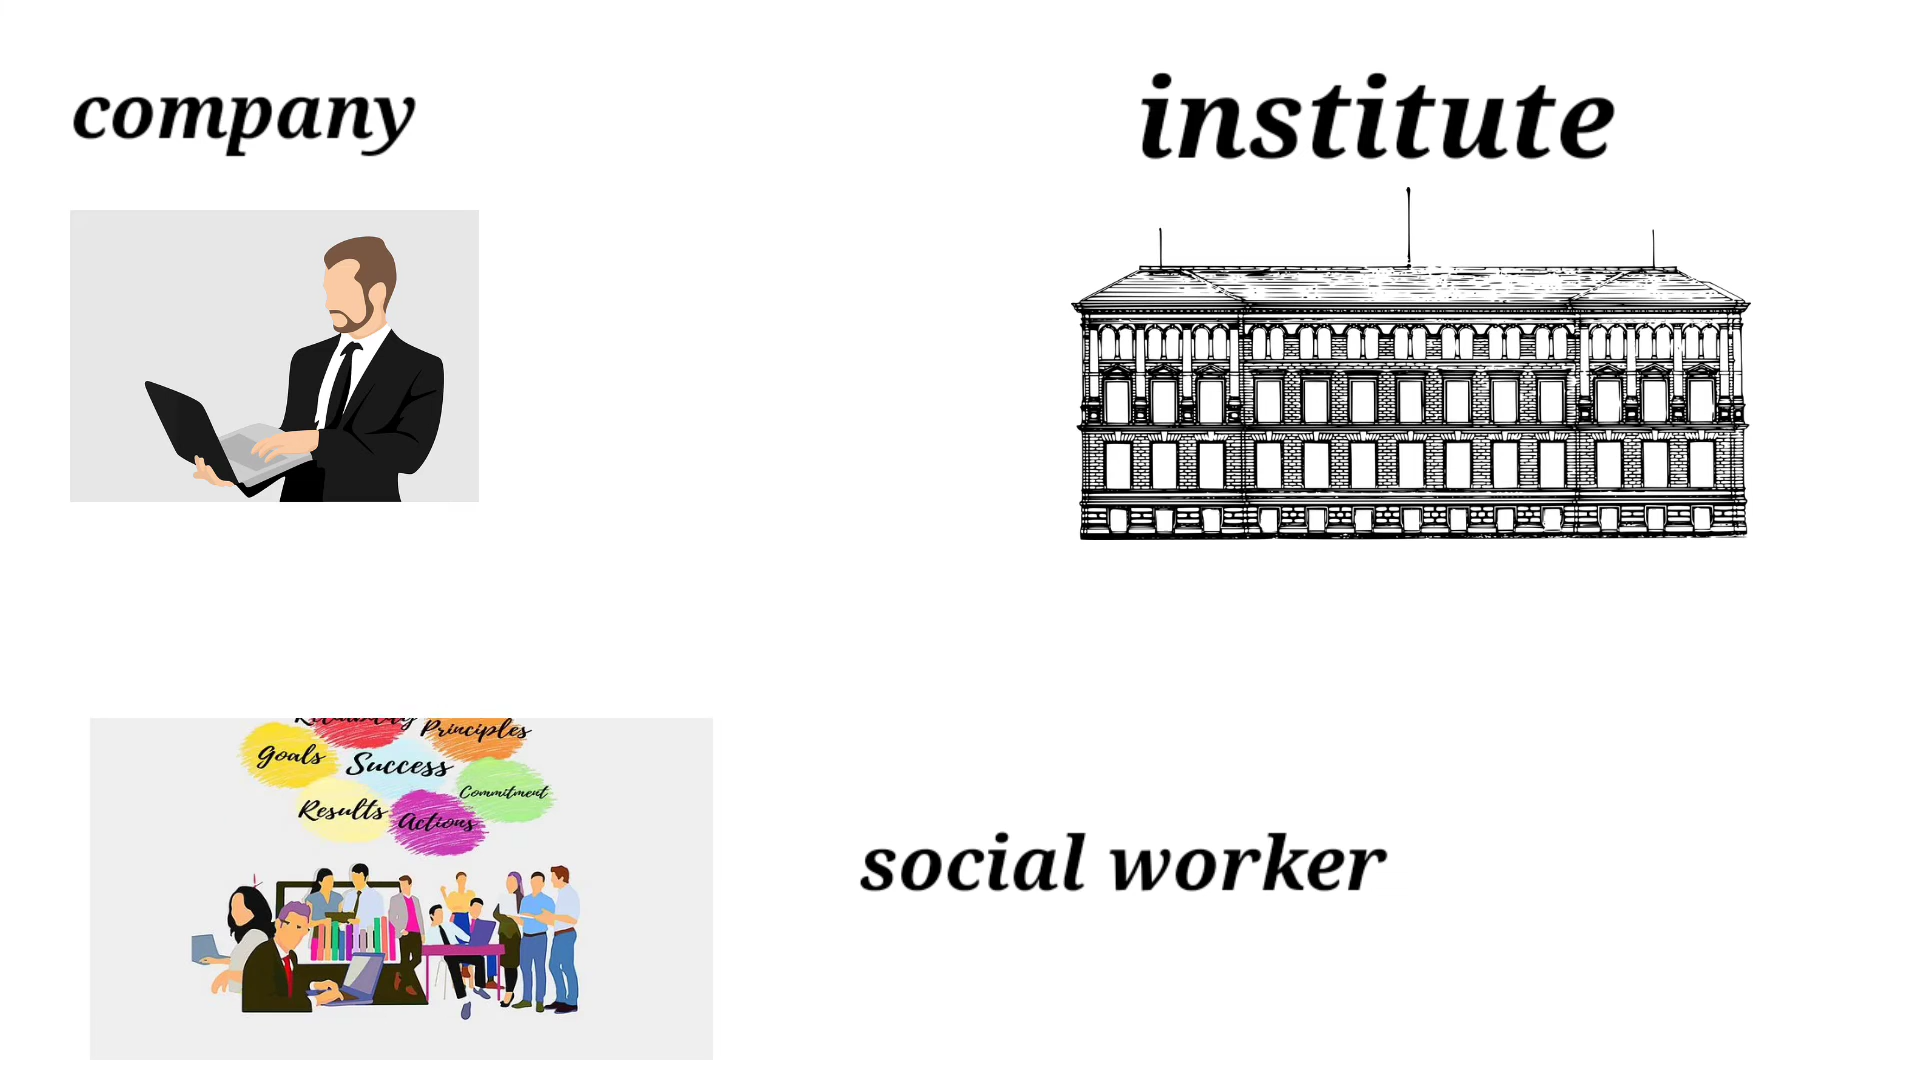 company
institute
Principles
Goals
Success
Commitment
Results
Actions
social worker